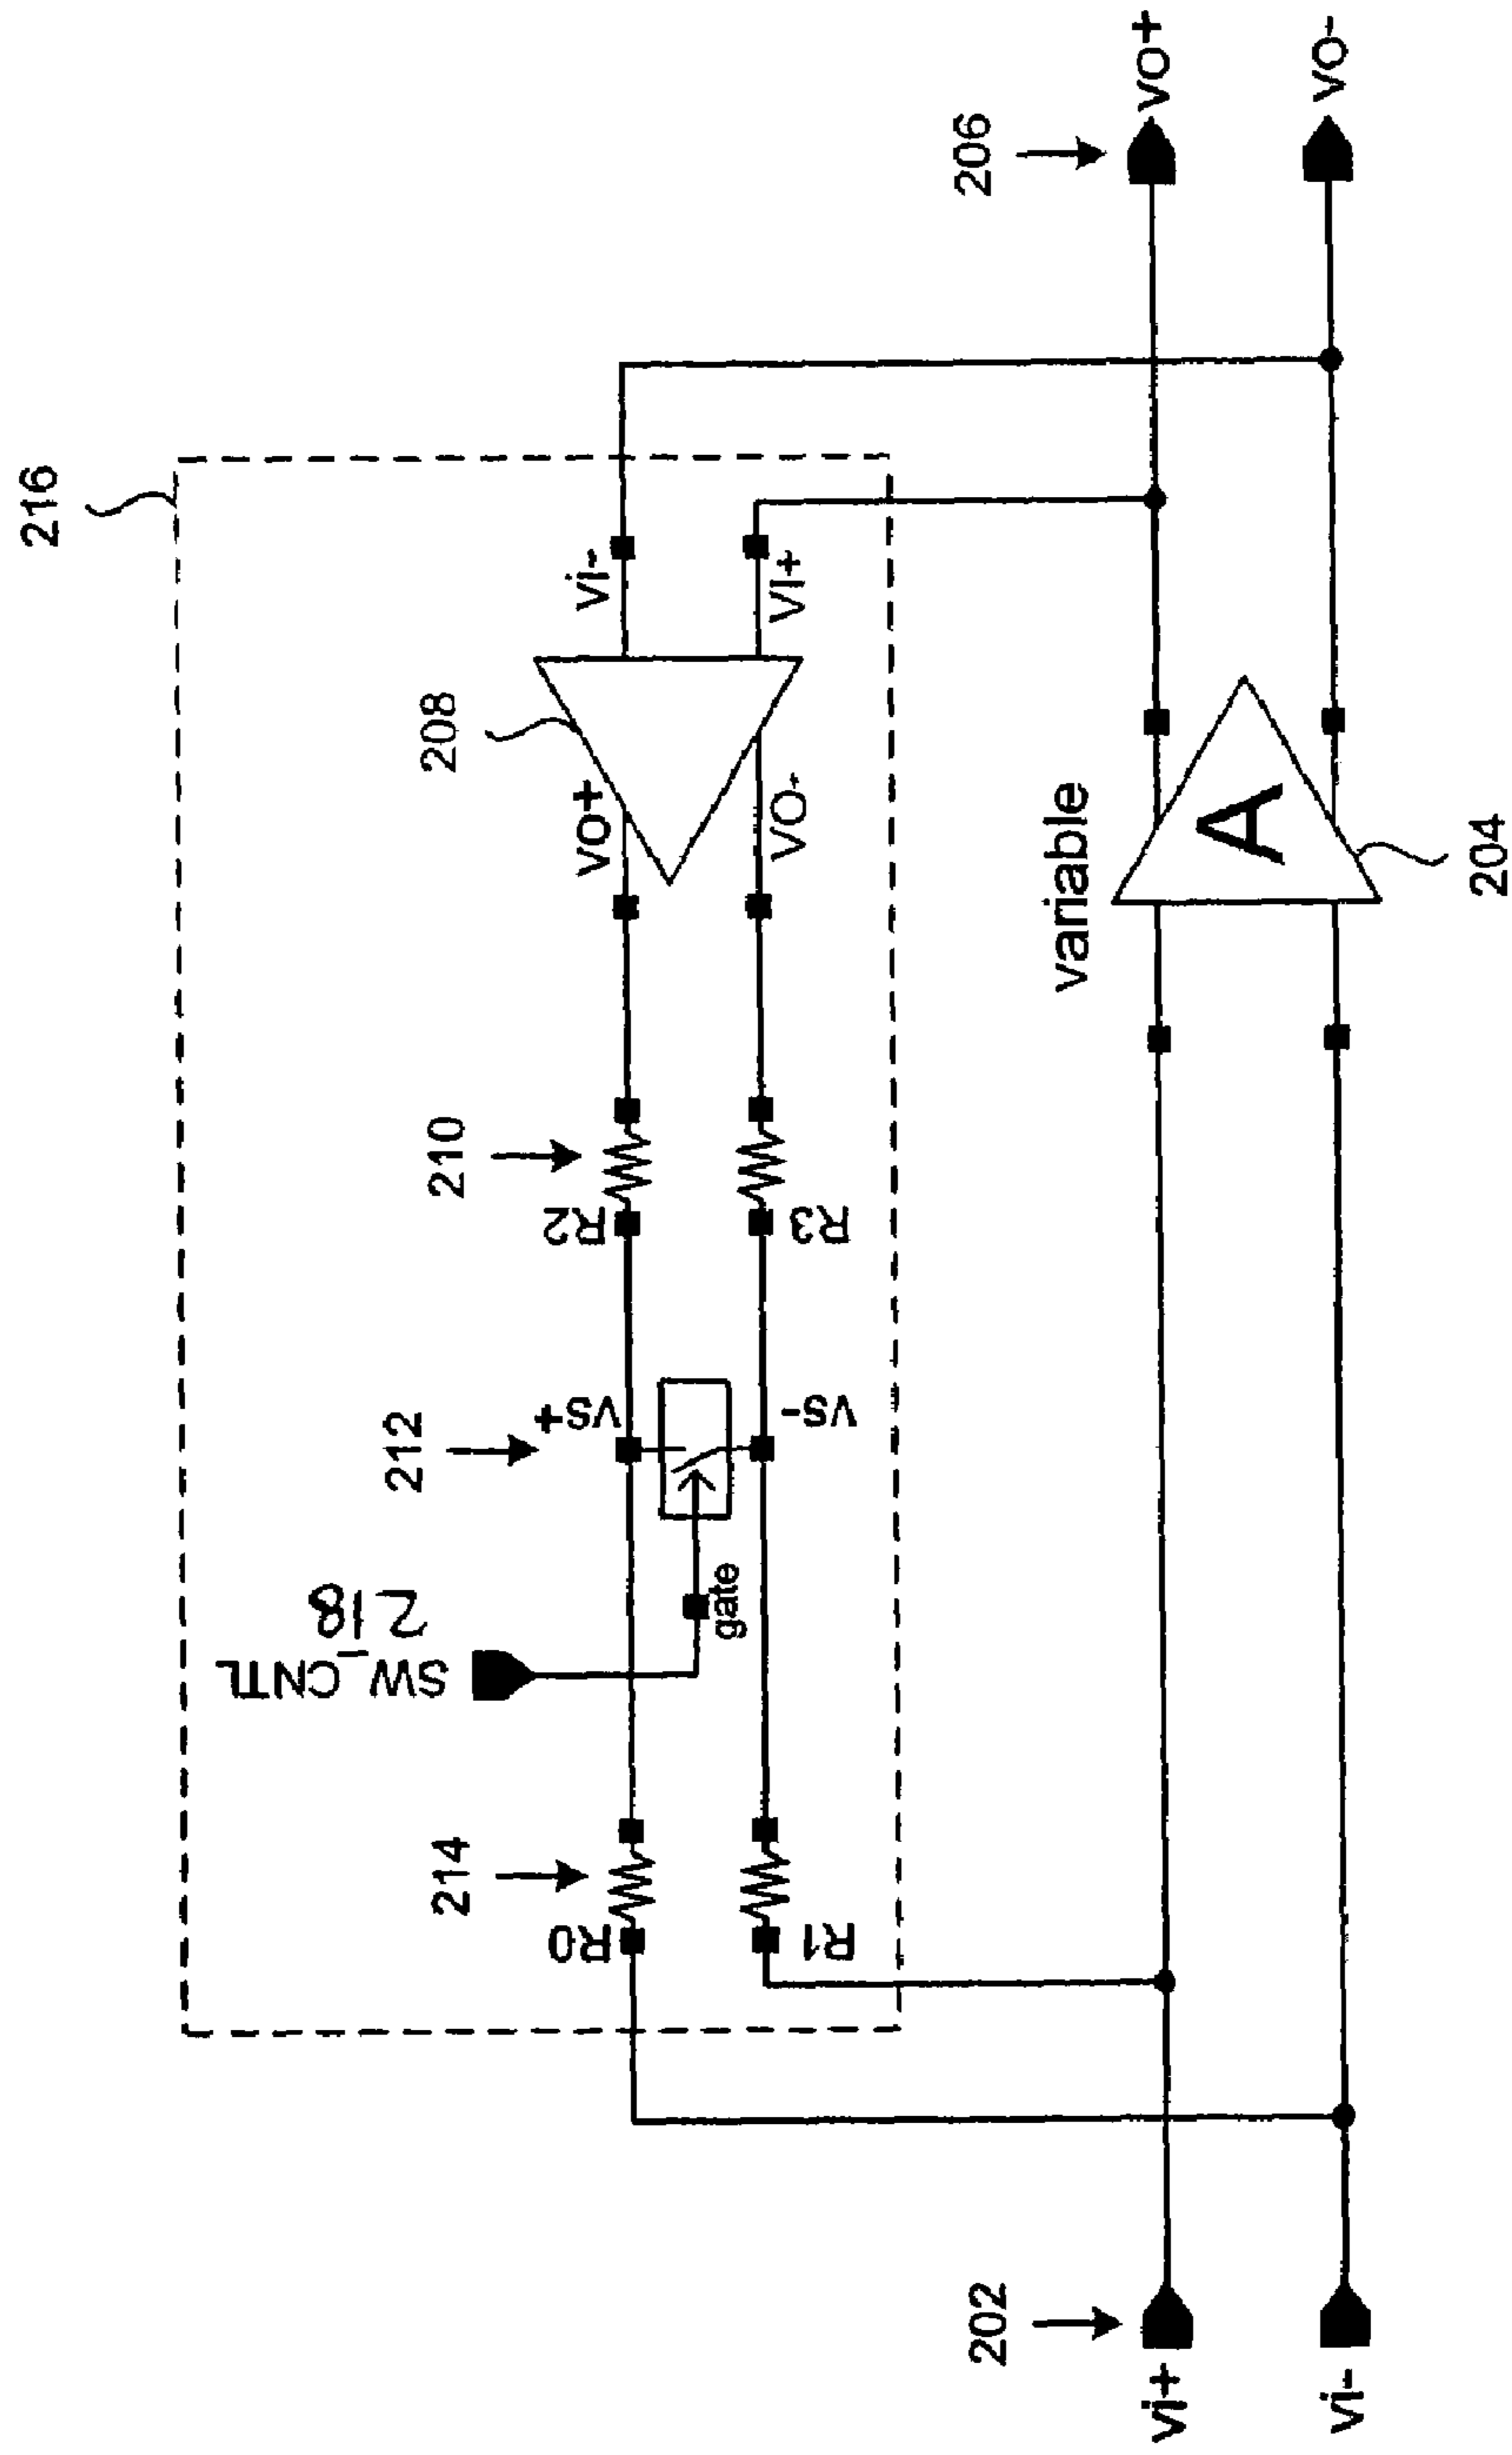 216
208
vo+
vi-
VO-
VI+
210
R2
R3
212
VS+
VS-
218
SW_CNTL
gate
214
R0
R1
206
vo+
vo-
variable
A
204
202
vi+
vi-